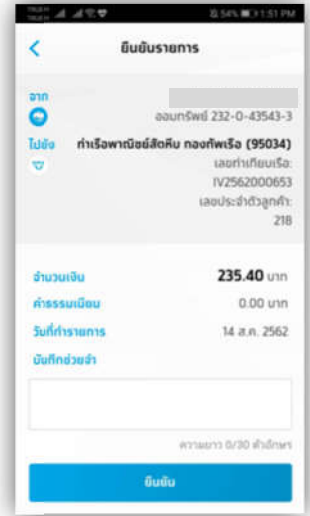 TRUE-H
TRUE-H
54% 1:51 PM
ยืนยันรายการ
จาก
ออมทรัพย์ 232-0-43543-3
ไปยัง
ท่าเรือพาณิชย์สัตหีบ กองทัพเรือ (95034)
เลขท่าเทียบเรือ:
IV2562000653
เลขประจำตัวลูกค้า:
218
จำนวนเงิน 235.40 บาท
ค่าธรรมเนียม 0.00 บาท
วันที่ทำรายการ 14 ส.ค. 2562
บันทึกช่วยจำ
ความยาว 0/30 ตัวอักษร
ยืนยัน